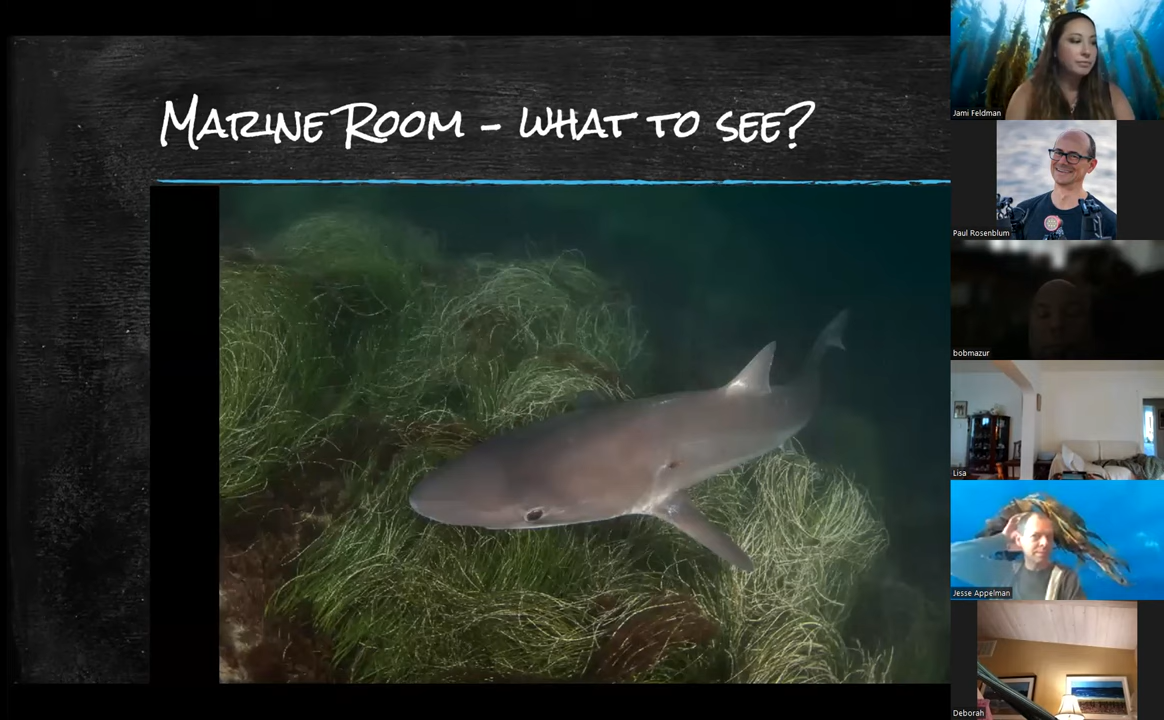 Marine Room - what to see?
Jami Feldman
Paul Rosenblum
bobmazur
Lisa
Jesse Appelman
Deborah